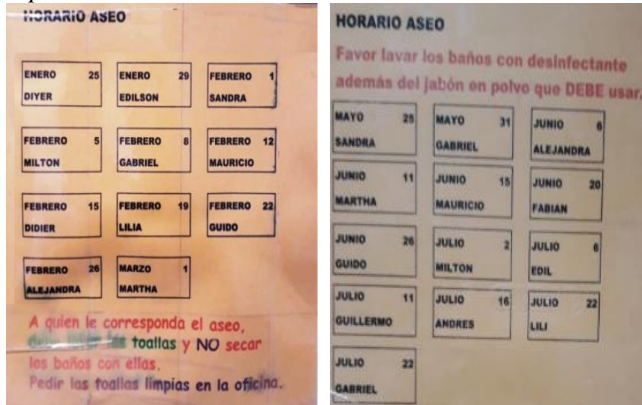 HORARIO ASEO
ENERO 25 ENERO 29 FEBRERO 1
DIYER EDILSON SANDRA
FEBRERO 5 FEBRERO 8 FEBRERO 12
MILTON GABRIEL MAURICIO
FEBRERO 15 FEBRERO 19 FEBRERO 22
DIDIER LILIA GUIDO
FEBRERO 26 MARZO 1
ALEJANDRA MARTHA
A quien le corresponda el aseo,
toallas y NO secar
los baños con ellas.
Pedir las toallas limpias en la oficina.
HORARIO ASEO
Favor lavar los baños con desinfectante
además del jabón en polvo que DEBE usar.
MAYO 25 MAYO 31 JUNIO 6
SANDRA GABRIEL ALEJANDRA
JUNIO 11 JUNIO 15 JUNIO 20
MARTHA MAURICIO FABIAN
JUNIO 26 JULIO 2 JULIO 6
GUIDO MILTON EDIL
JULIO 11 JULIO 16 JULIO 22
GUILLERMO ANDRES LILI
JULIO 22
GABRIEL